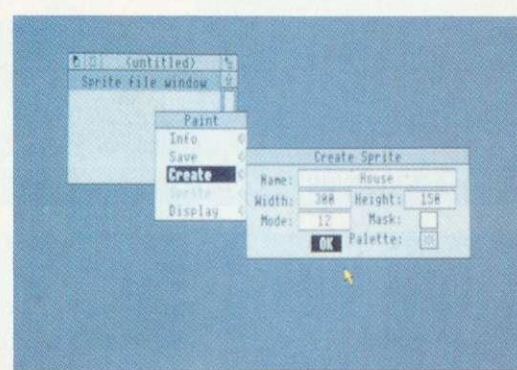 (untitled)
Sprite file window
Paint
Info
Save
Create
Sprite
Display
Create Sprite
Name: House
Width: 300 Height: 150
Mode: 12 Mask:
OK Palette: